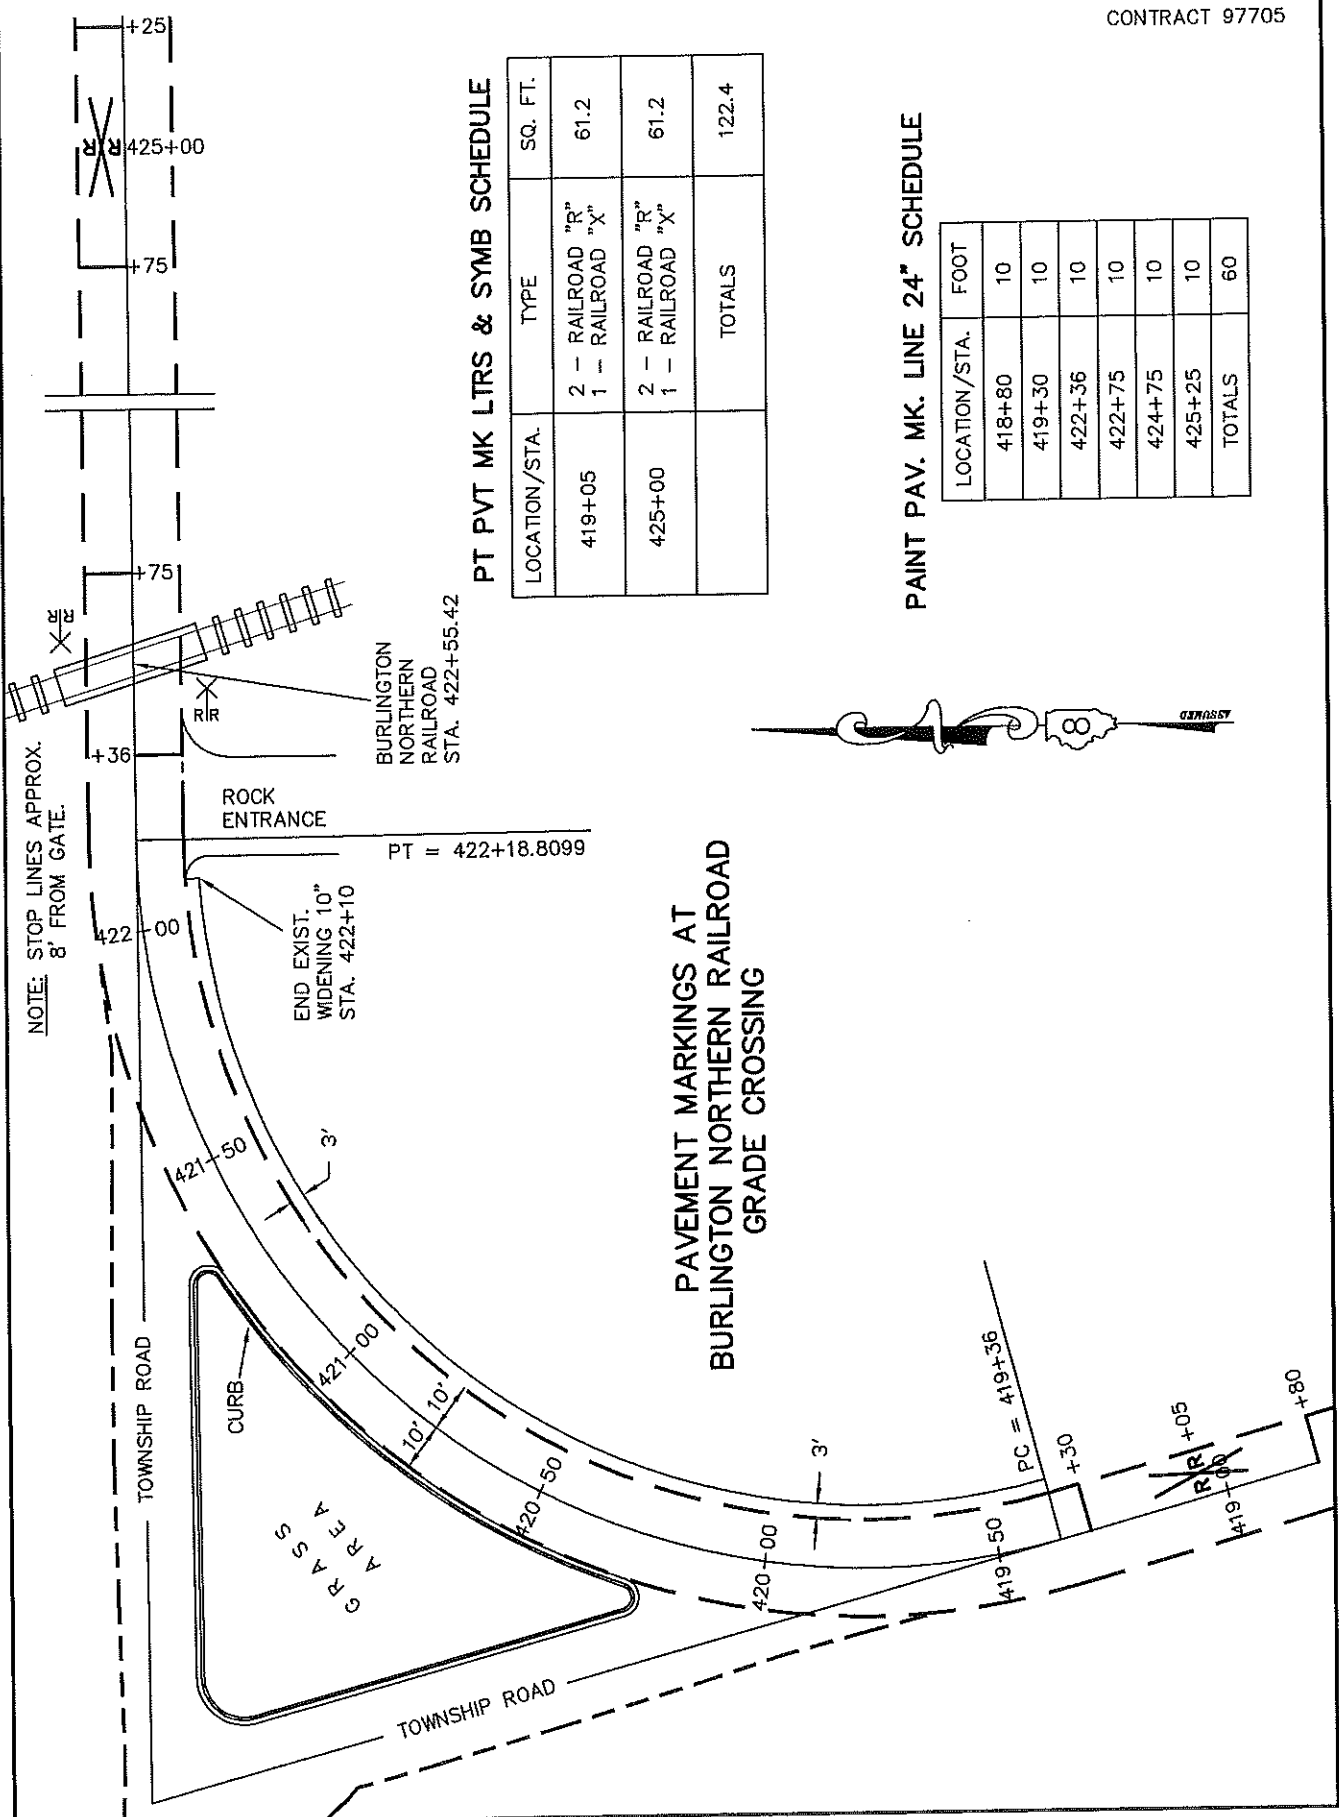 CONTRACT 97705
NOTE: STOP LINES APPROX.
8' FROM GATE.
+25
R R
425+00
+75
+75
R R
+36
R R
BURLINGTON
NORTHERN
RAILROAD
STA. 422+55.42
ROCK
ENTRANCE
PT = 422+18.8099
422+00
END EXIST.
WIDENING 10"
STA. 422+10
421+50
3'
TOWNSHIP ROAD
CURB
421+00
10' 10'
GRASS
AREA
420+50
3'
420+00
TOWNSHIP ROAD
419+50
PC = 419+36
+30
R R
+05
419+00
+80
PT PVT MK LTRS & SYMB SCHEDULE
LOCATION/STA. TYPE SQ. FT.
419+05 2 - RAILROAD "R" 61.2
1 - RAILROAD "X"
425+00 2 - RAILROAD "R" 61.2
1 - RAILROAD "X"
TOTALS 122.4
PAINT PAV. MK. LINE 24" SCHEDULE
LOCATION/STA. FOOT
418+80 10
419+30 10
422+36 10
422+75 10
424+75 10
425+25 10
TOTALS 60
8
ASSUMED
PAVEMENT MARKINGS AT
BURLINGTON NORTHERN RAILROAD
GRADE CROSSING